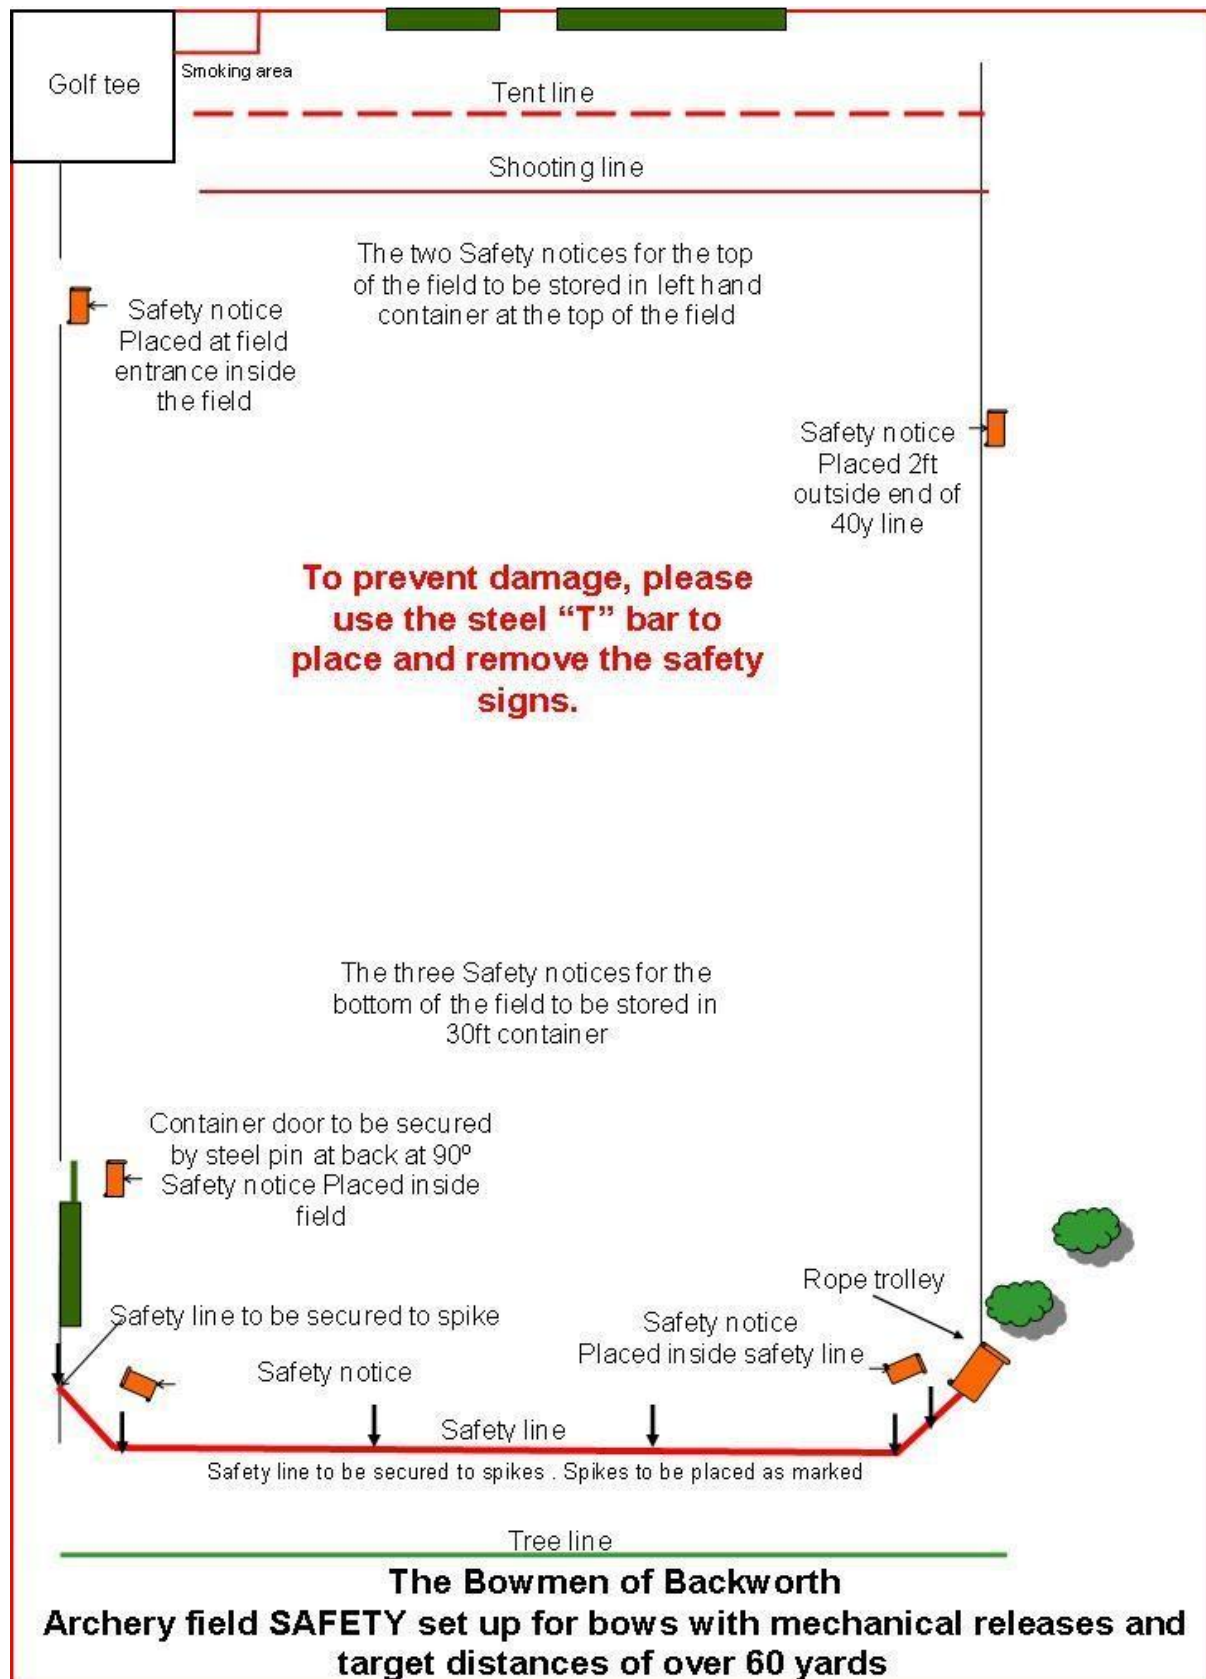 Golf tee
Smoking area
Tent line
Shooting line
The two Safety notices for the top
of the field to be stored in left hand
container at the top of the field
Safety notice
Placed at field
entrance inside
the field
Safety notice
Placed 2ft
outside end of
40y line
To prevent damage, please
use the steel “T” bar to
place and remove the safety
signs.
The three Safety notices for the
bottom of the field to be stored in
30ft container
Container door to be secured
by steel pin at back at 90º
Safety notice Placed inside
field
Rope trolley
Safety line to be secured to spike
Safety notice
Placed inside safety line
Safety notice
Safety line
Safety line to be secured to spikes . Spikes to be placed as marked
Tree line
The Bowmen of Backworth
Archery field SAFETY set up for bows with mechanical releases and
target distances of over 60 yards